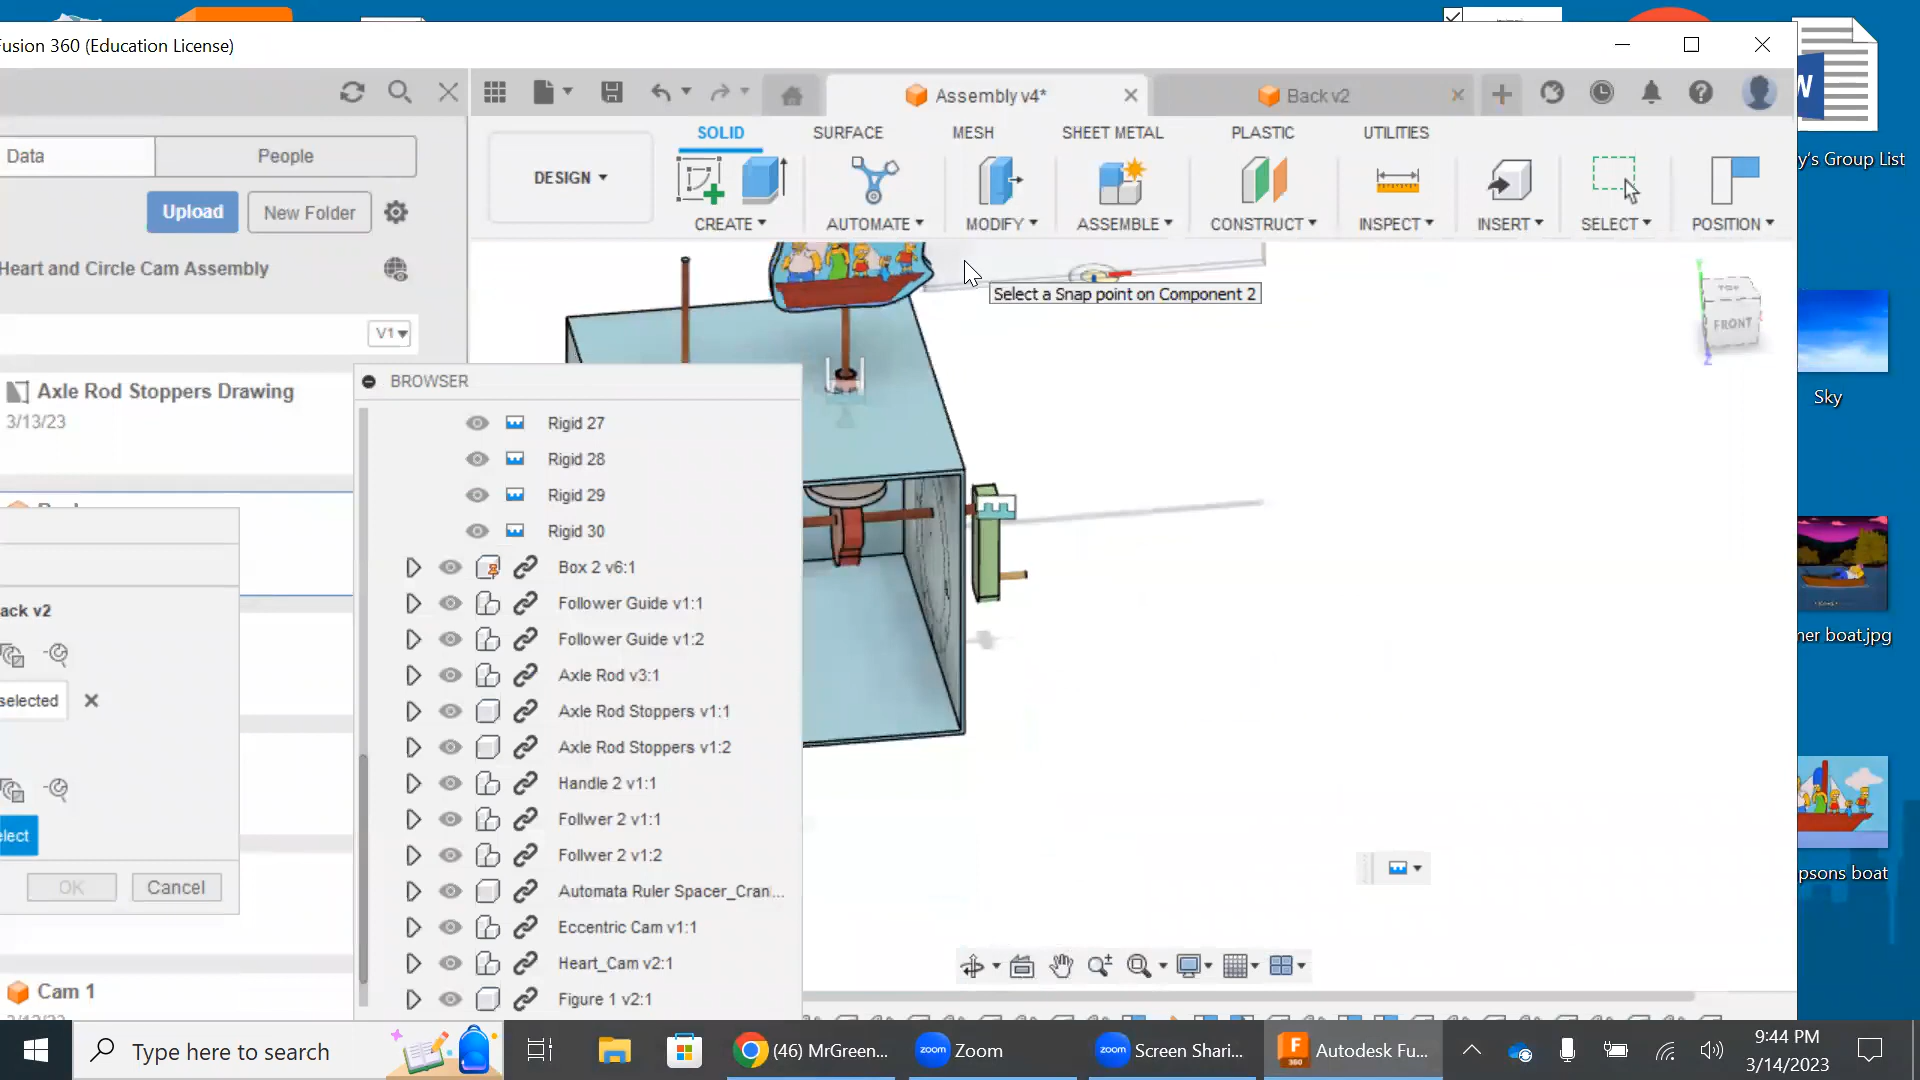 Fusion 360 (Education License)
Data
People
Upload
New Folder
Heart and Circle Cam Assembly
V1
Axle Rod Stoppers Drawing
3/13/23
ack v2
selected
elect
OK
Cancel
Cam 1
Assembly v4*
Back v2
SOLID
SURFACE
MESH
SHEET METAL
PLASTIC
UTILITIES
DESIGN
CREATE
AUTOMATE
MODIFY
ASSEMBLE
CONSTRUCT
INSPECT
INSERT
SELECT
POSITION
Select a Snap point on Component 2
TOP
FRONT
BROWSER
Rigid 27
Rigid 28
Rigid 29
Rigid 30
Box 2 v6:1
Follower Guide v1:1
Follower Guide v1:2
Axle Rod v3:1
Axle Rod Stoppers v1:1
Axle Rod Stoppers v1:2
Handle 2 v1:1
Follwer 2 v1:1
Follwer 2 v1:2
Automata Ruler Spacer_Cran...
Eccentric Cam v1:1
Heart_Cam v2:1
Figure 1 v2:1
W
y's Group List
Sky
ner boat.jpg
psons boat
Type here to search
(46) MrGreen...
zoom
Zoom
zoom
Screen Shari...
F
360
Autodesk Fu...
9:44 PM
3/14/2023